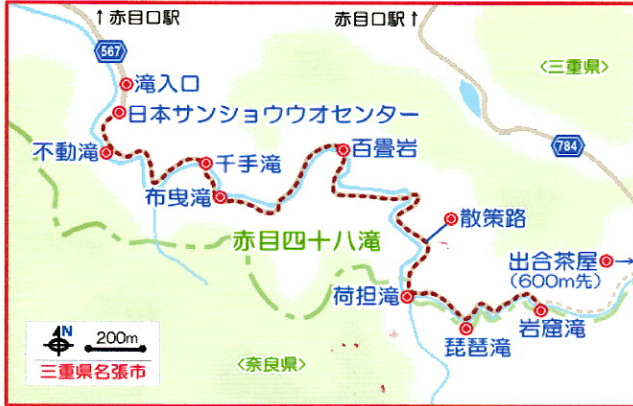 ↑赤目口駅
赤目口駅↑
567
滝入口
〈三重県〉
日本サンショウウオセンター
784
不動滝
千手滝
百畳岩
布曳滝
散策路
赤目四十八滝
出合茶屋→
(600m先)
荷担滝
岩窟滝
琵琶滝
N
200m
三重県名張市
〈奈良県〉